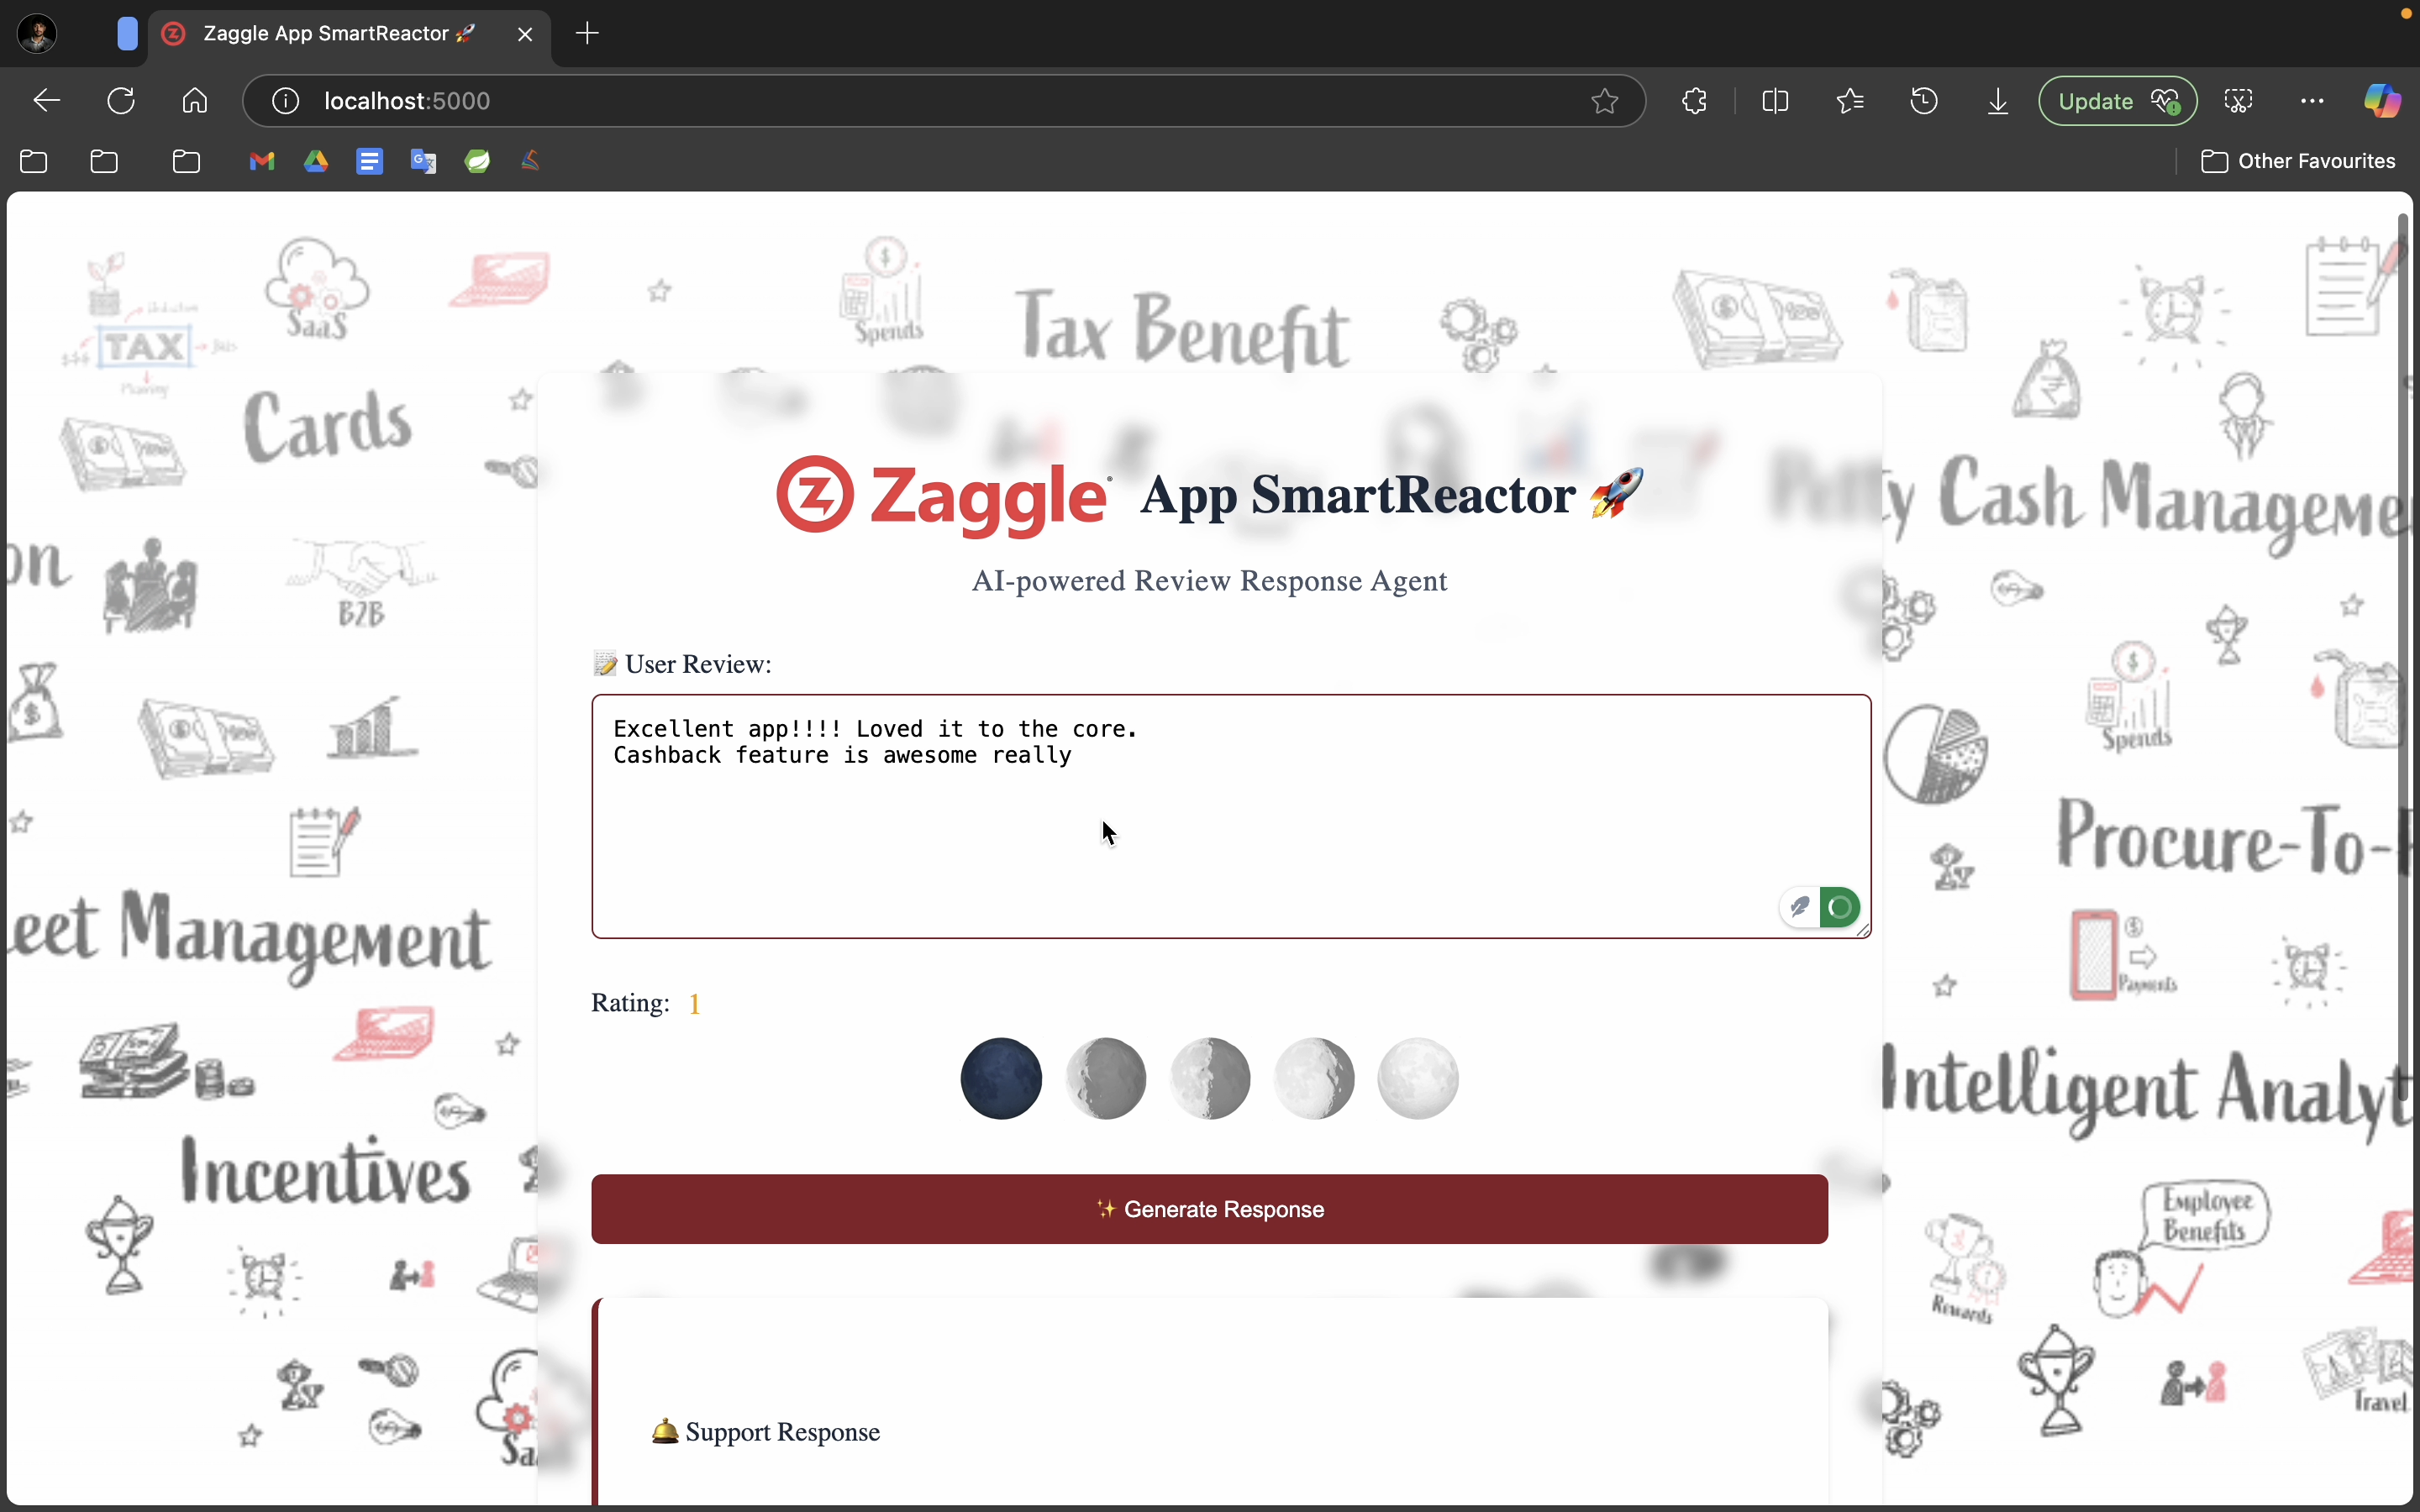 Zaggle App SmartReactor 🚀
localhost:5000
Update
Other Favourites
SaaS
Spends
Tax Benefit
TAX
$$$
Planning
Cards
Zaggle App SmartReactor 🚀
Petty Cash Manageme
AI-powered Review Response Agent
on
B2B
📝 User Review:
Excellent app!!!! Loved it to the core.
Cashback feature is awesome really
Spends
Procure-To-
eet Management
Payments
Rating: 1
Intelligent Analyt
Incentives
✨ Generate Response
Employee
Benefits
Rewards
Travel
🛎️ Support Response
Saa